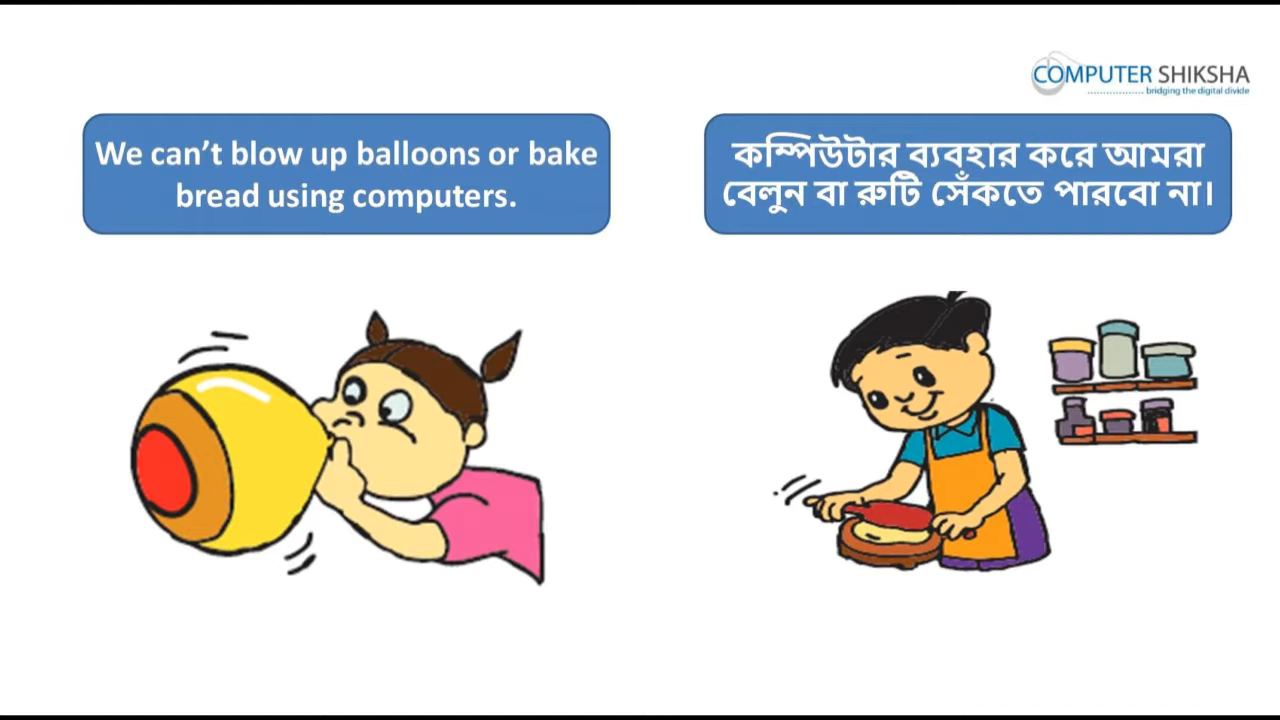 COMPUTER SHIKSHA
bridging the digital divide
We can't blow up balloons or bake
bread using computers.
কম্পিউটার ব্যবহার করে আমরা
বেলুন বা রুটি সেঁকতে পারবো না।